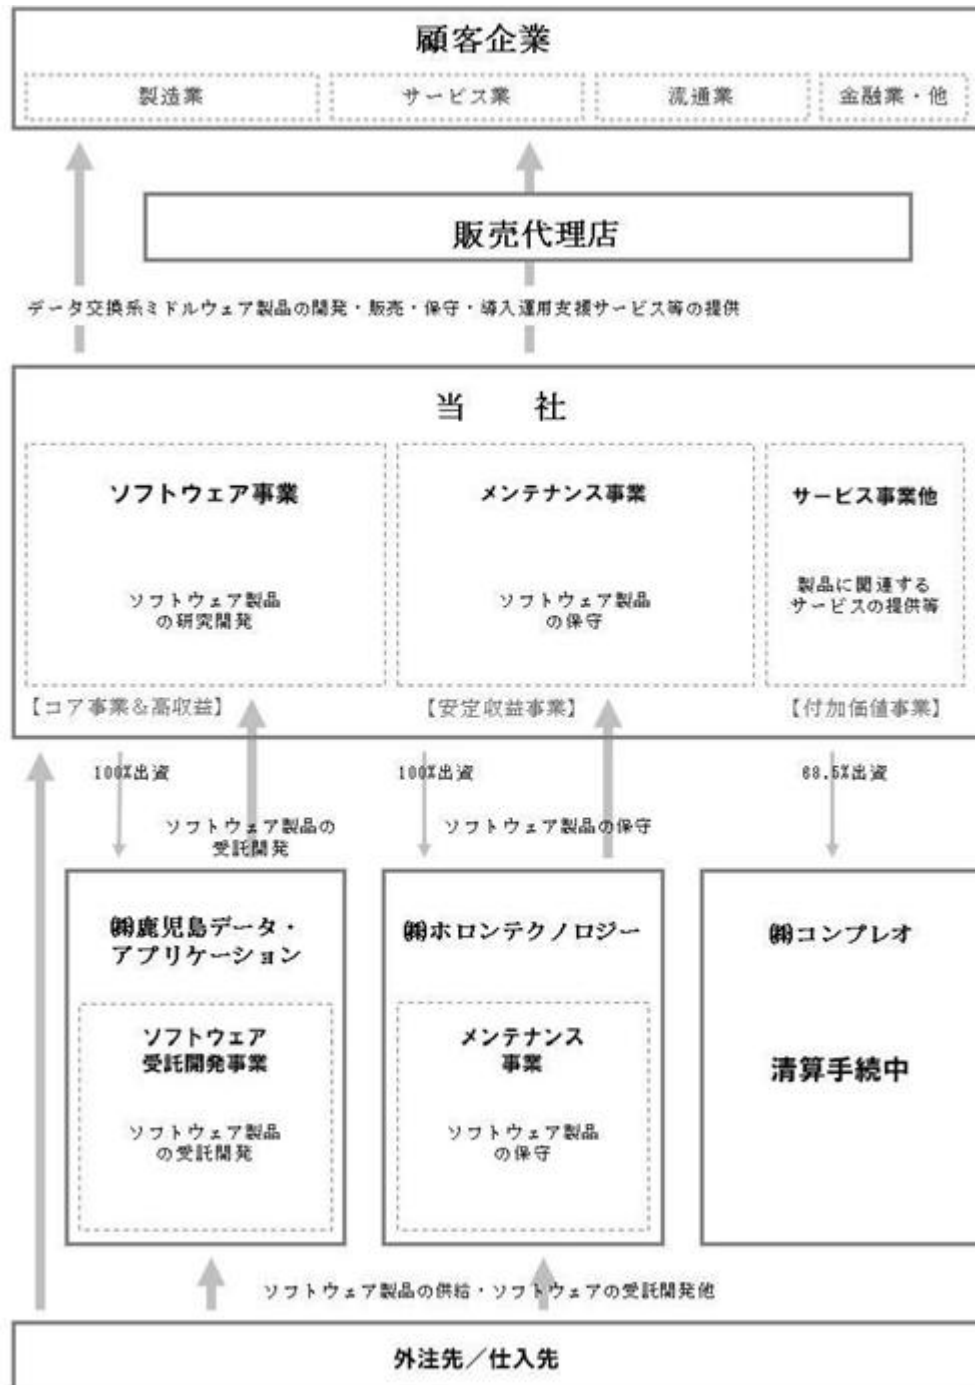 顧客企業
製造業
サービス業
流通業
金融業・他
販売代理店
データ交換系ミドルウェア製品の開発・販売・保守・導入運用支援サービス等の提供
当　社
ソフトウェア事業
ソフトウェア製品
の研究開発
メンテナンス事業
ソフトウェア製品
の保守
サービス事業他
製品に関連する
サービスの提供等
【コア事業＆高収益】
【安定収益事業】
【付加価値事業】
100%出資
100%出資
88.5%出資
ソフトウェア製品の
受託開発
ソフトウェア製品の保守
㈱鹿児島データ・
アプリケーション
ソフトウェア
受託開発事業
ソフトウェア製品
の受託開発
㈱ホロンテクノロジー
メンテナンス
事業
ソフトウェア製品
の保守
㈱コンプレオ
清算手続中
ソフトウェア製品の供給・ソフトウェアの受託開発他
外注先／仕入先